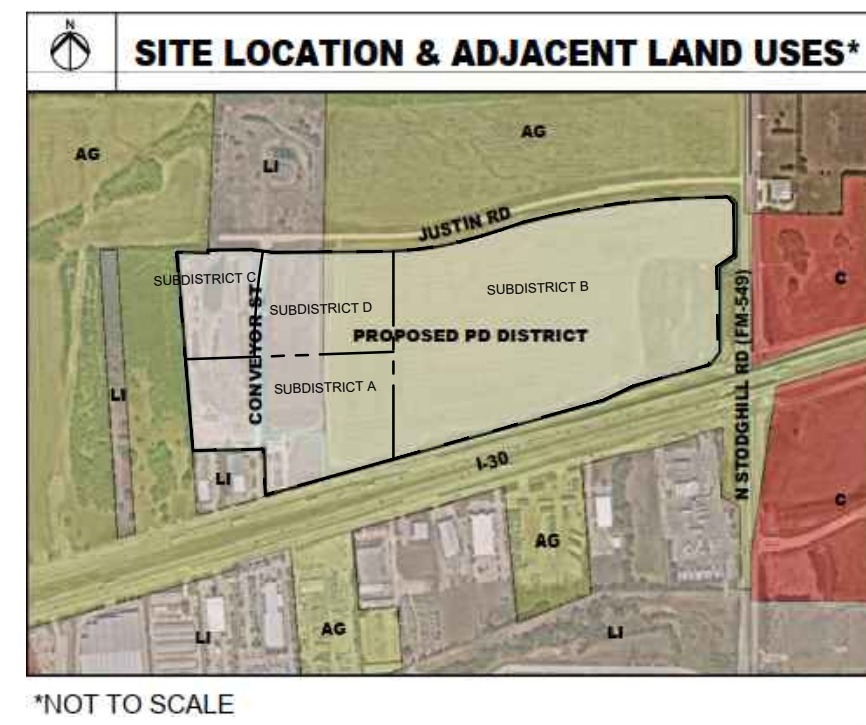 N
SITE LOCATION & ADJACENT LAND USES*
AG
LI
AG
JUSTIN RD
C
SUBDISTRICT C
SUBDISTRICT D
SUBDISTRICT B
PROPOSED PD DISTRICT
CONVEYOR ST
SUBDISTRICT A
N STODGHILL RD (FM-549)
LI
LI
I-30
AG
C
LI
AG
LI
*NOT TO SCALE